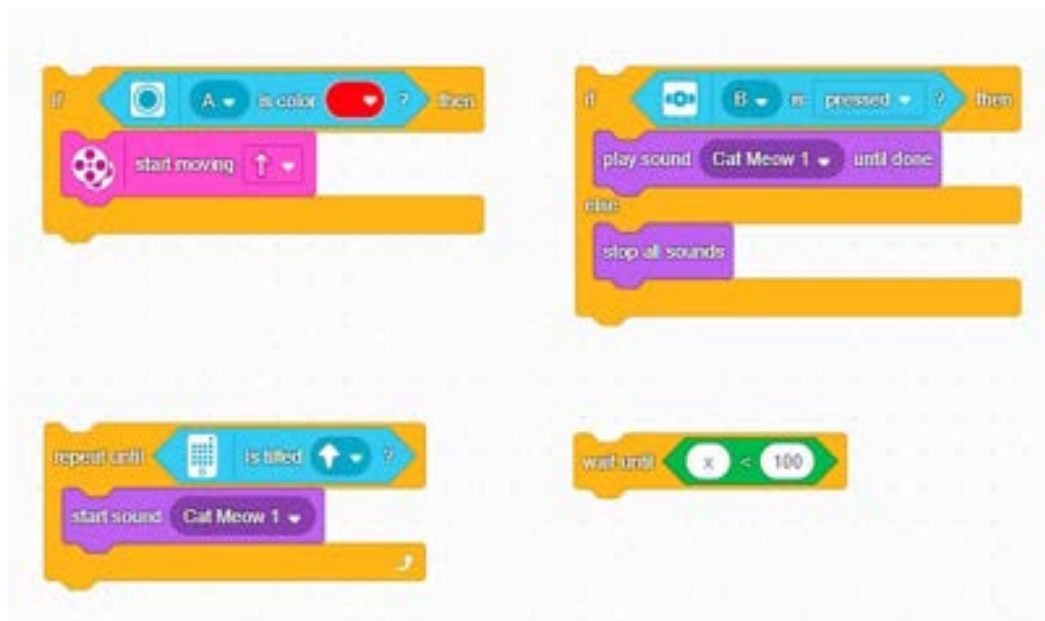 if A is color ? then
start moving
if B is pressed ? then
play sound Cat Meow 1 until done
else
stop all sounds
repeat until is tilted ?
start sound Cat Meow 1
wait until x < 100